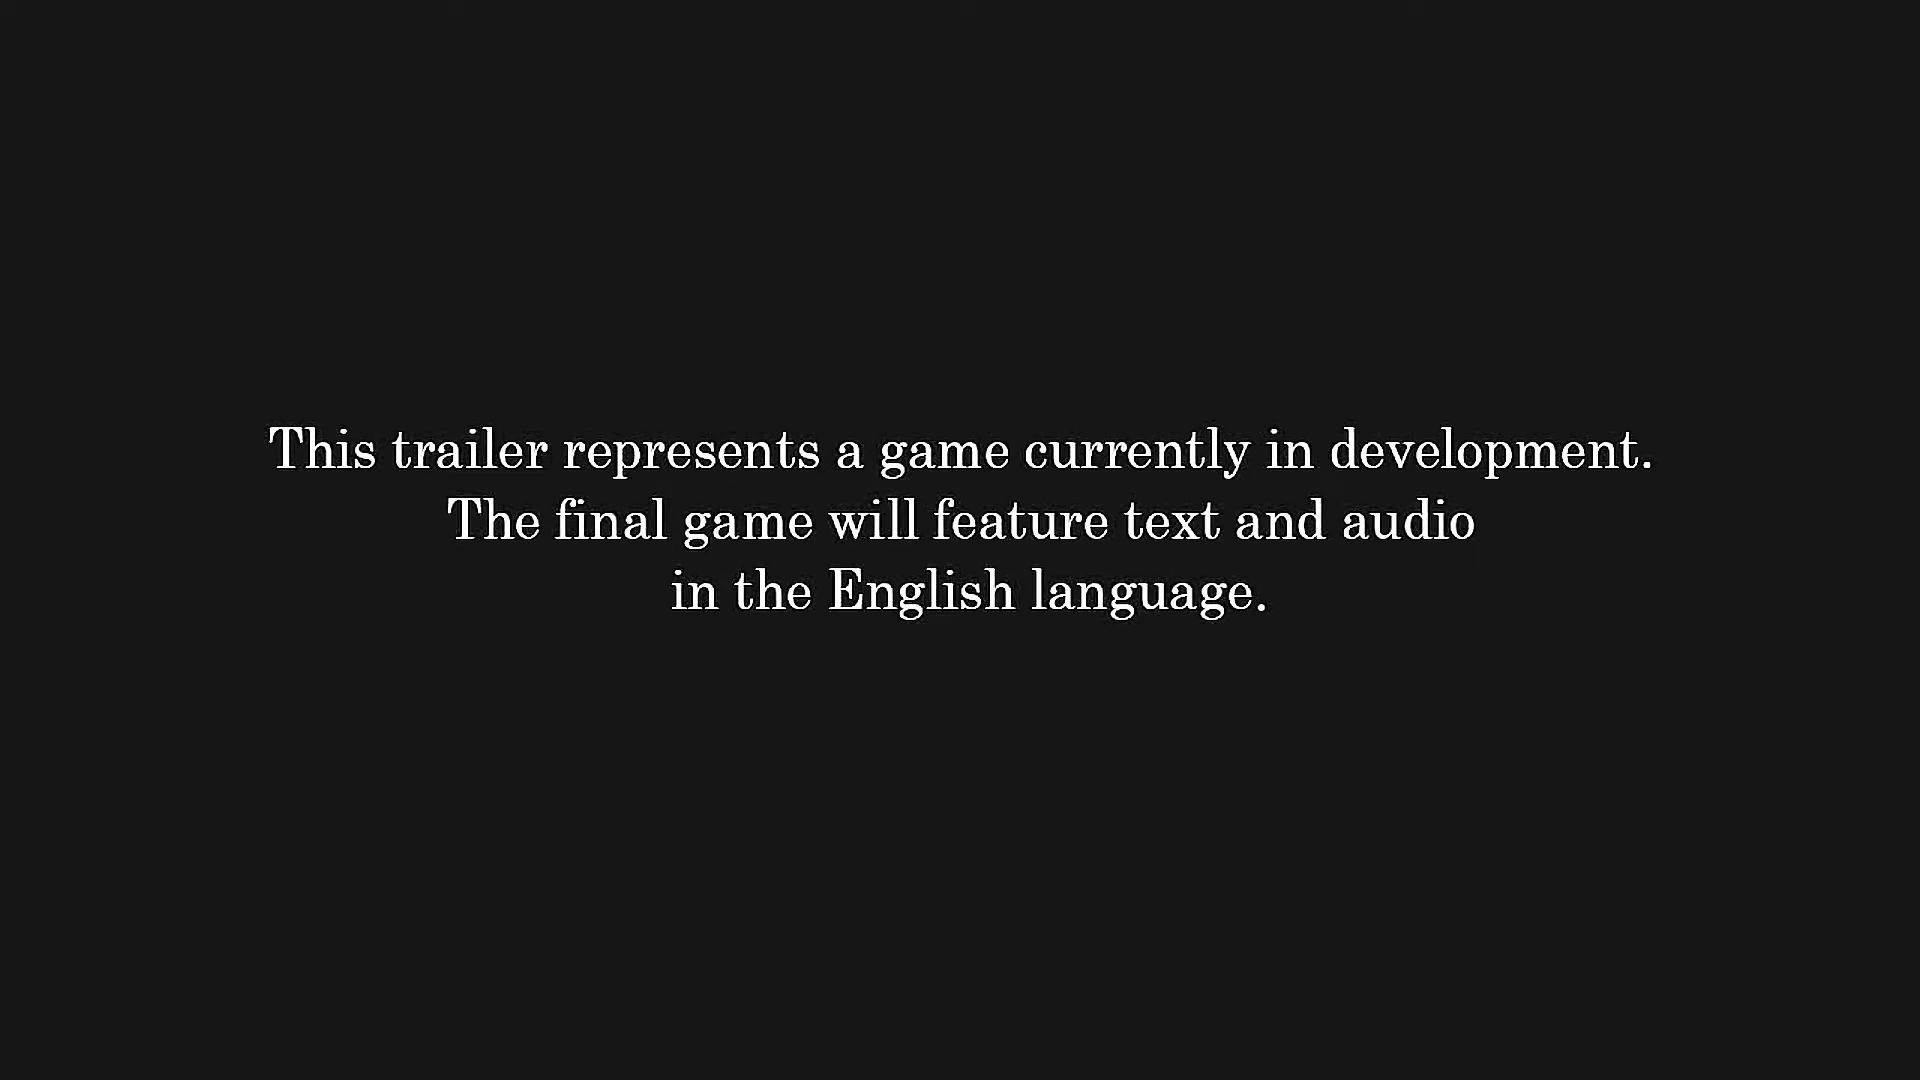 This trailer represents a game currently in development.
The final game will feature text and audio
in the English language.